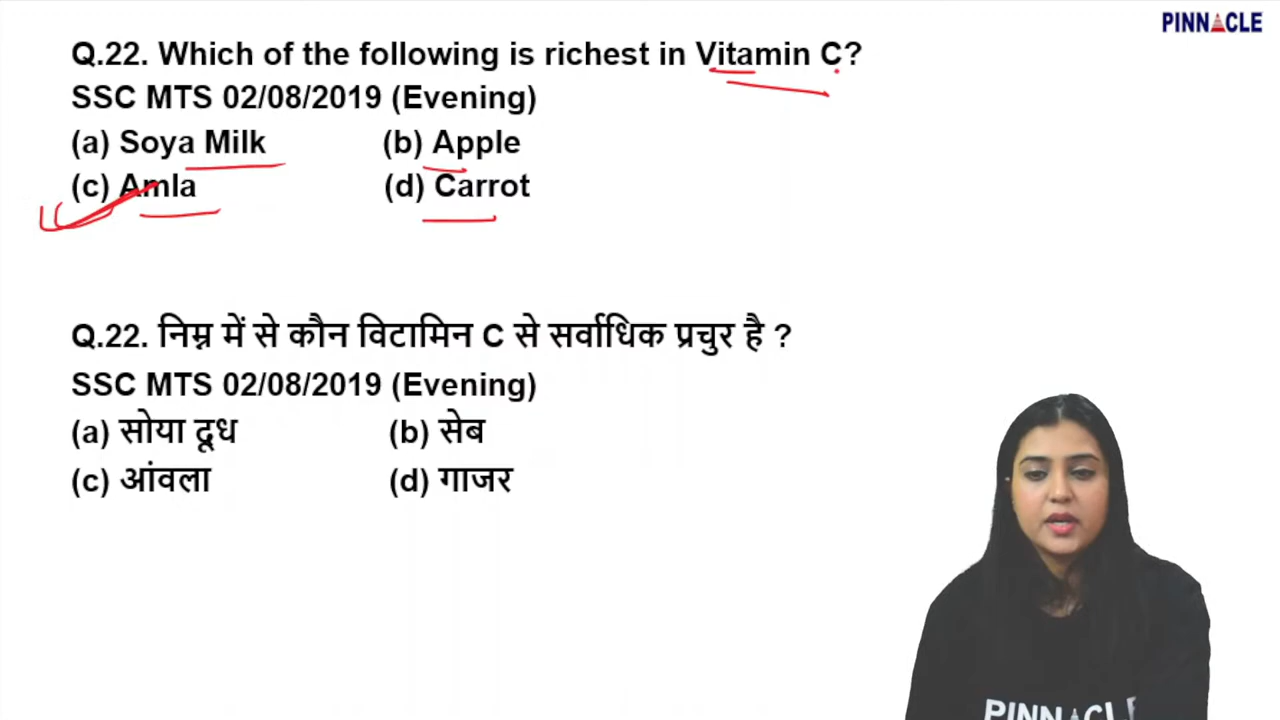 PINNACLE
Q.22. Which of the following is richest in Vitamin C?
SSC MTS 02/08/2019 (Evening)
(a) Soya Milk (b) Apple
(c) Amla (d) Carrot
Q.22. निम्न में से कौन विटामिन C से सर्वाधिक प्रचुर है ?
SSC MTS 02/08/2019 (Evening)
(a) सोया दूध (b) सेब
(c) आंवला (d) गाजर
PINNACLE